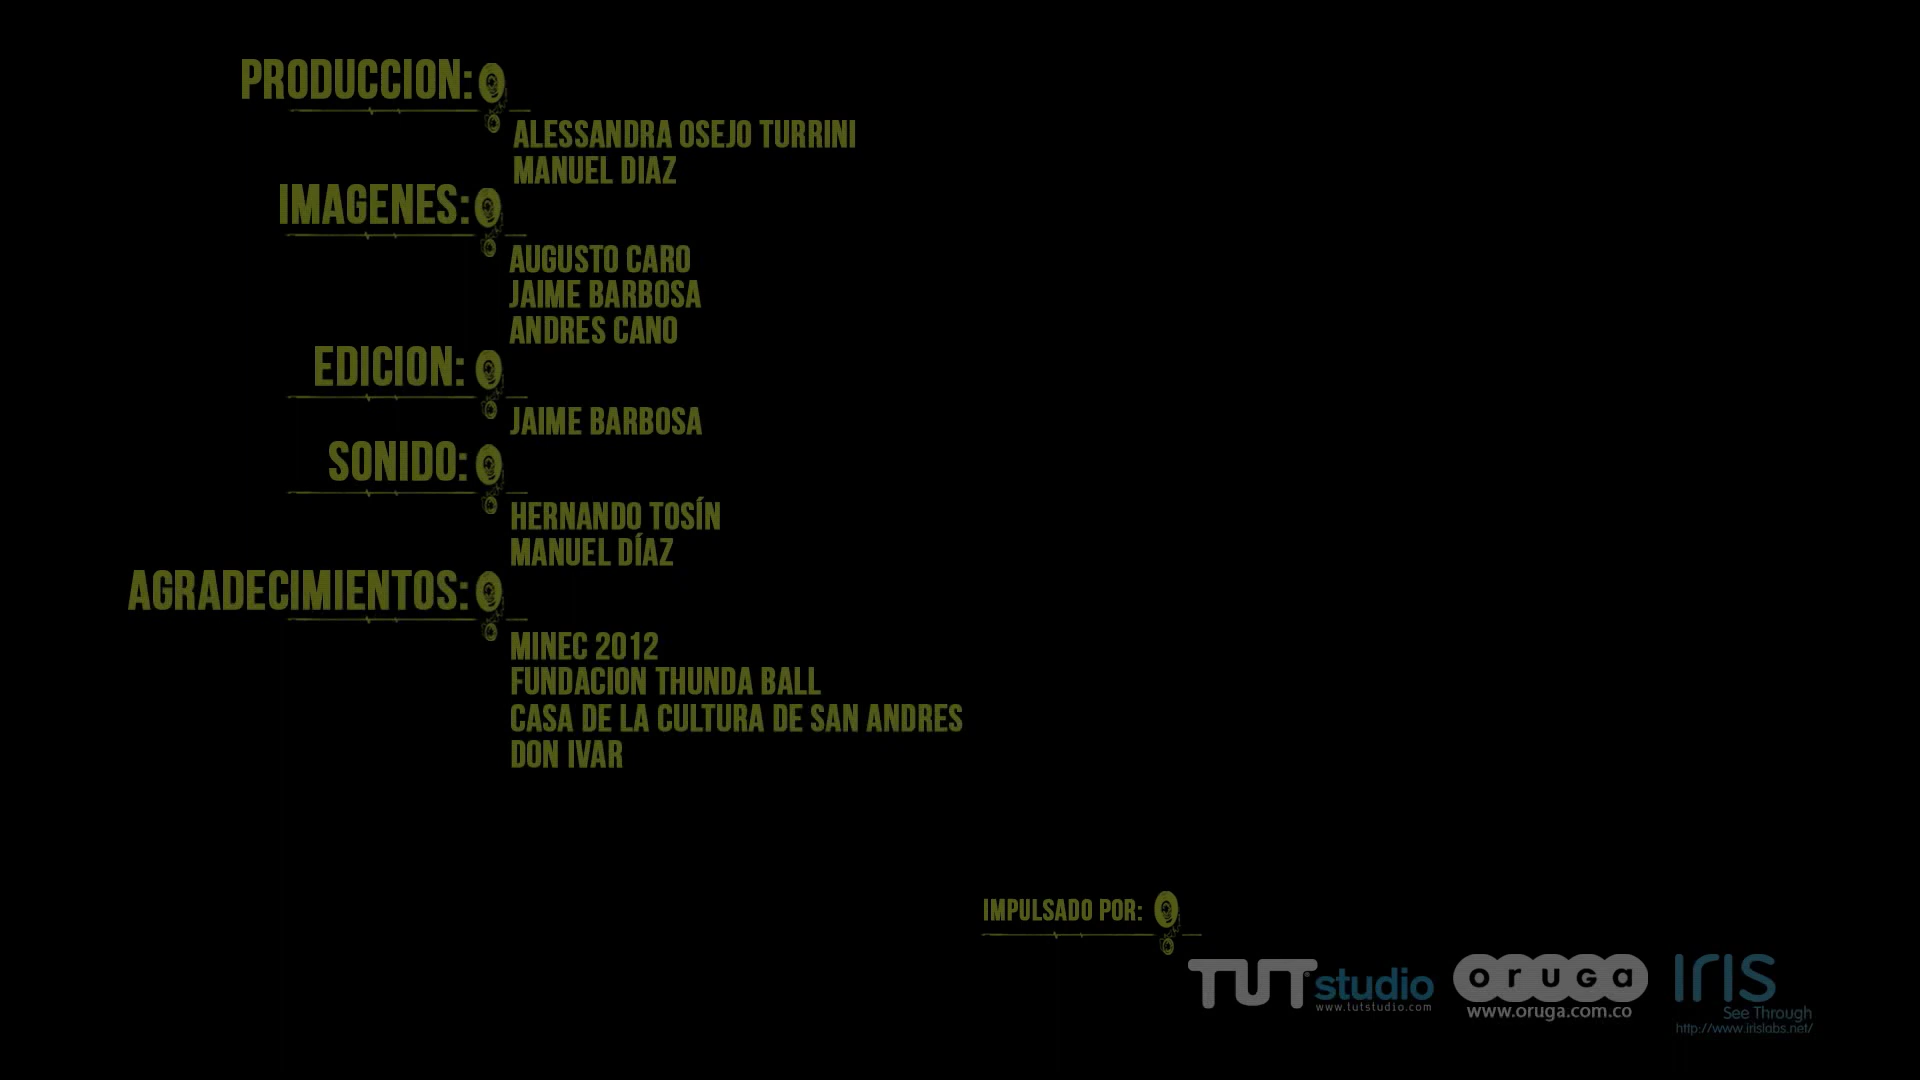 PRODUCCION:
ALESSANDRA OSEJO TURRINI
MANUEL DIAZ
IMAGENES:
AUGUSTO CARO
JAIME BARBOSA
ANDRES CANO
EDICION:
JAIME BARBOSA
SONIDO:
HERNANDO TOSÍN
MANUEL DÍAZ
AGRADECIMIENTOS:
MINEC 2012
FUNDACION THUNDA BALL
CASA DE LA CULTURA DE SAN ANDRES
DON IVAR
IMPULSADO POR:
TUT studio
www.tutstudio.com
oruga
www.oruga.com.co
IRIS
See Through
http://www.irislabs.net/